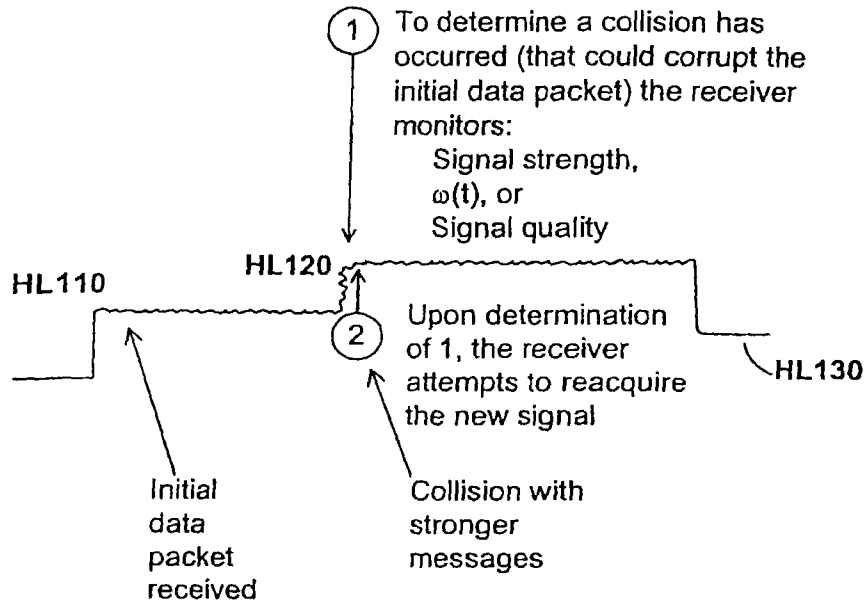 1
To determine a collision has
occurred (that could corrupt the
initial data packet) the receiver
monitors:
Signal strength,
ω(t), or
Signal quality
HL110
HL120
2
Upon determination
of 1, the receiver
attempts to reacquire
the new signal
HL130
Initial
data
packet
received
Collision with
stronger
messages